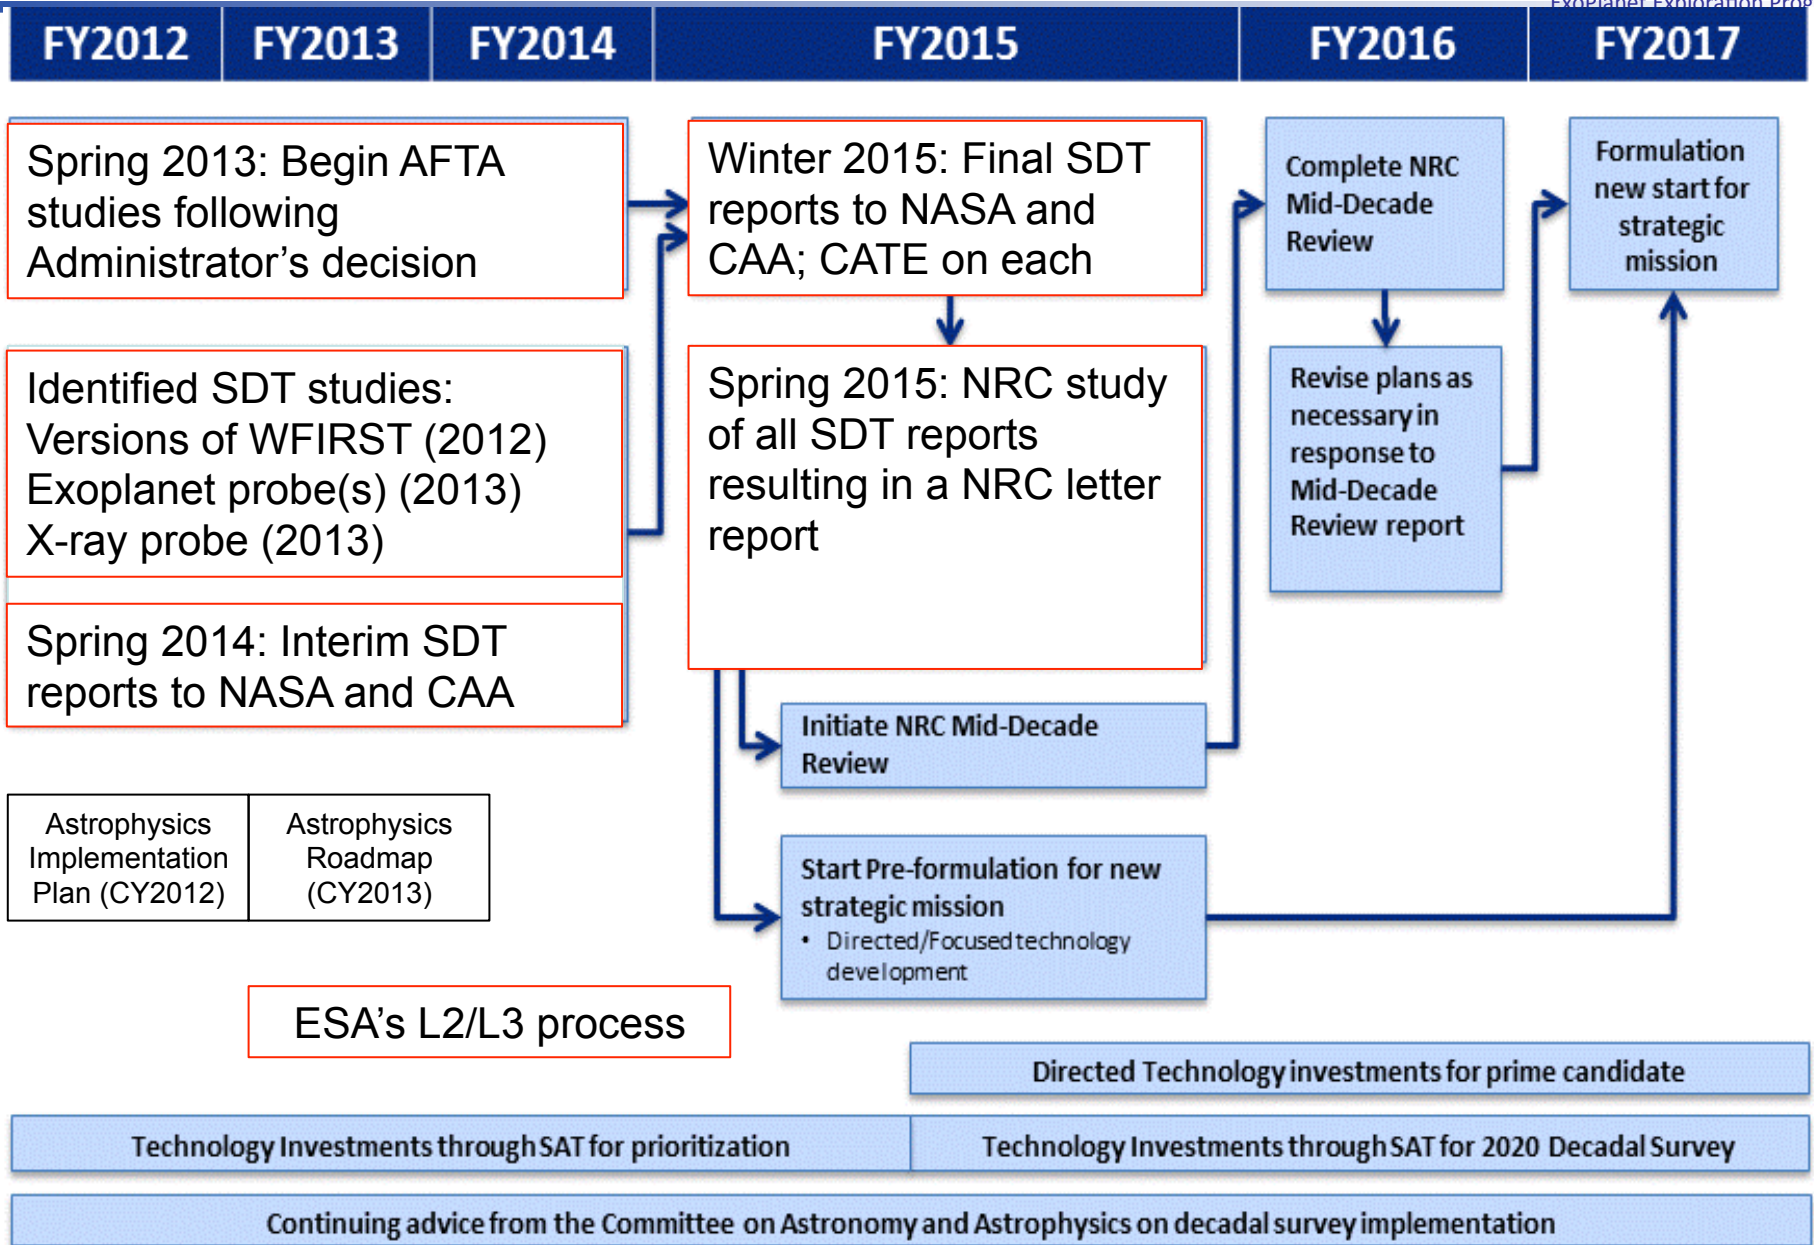 ExoPlanet Exploration Prog
FY2012
FY2013
FY2014
FY2015
FY2016
FY2017
Spring 2013: Begin AFTA
studies following
Administrator's decision
Identified SDT studies:
Versions of WFIRST (2012)
Exoplanet probe(s) (2013)
X-ray probe (2013)
Spring 2014: Interim SDT
reports to NASA and CAA
Astrophysics
Implementation
Plan (CY2012)
Astrophysics
Roadmap
(CY2013)
ESA's L2/L3 process
Winter 2015: Final SDT
reports to NASA and
CAA; CATE on each
Spring 2015: NRC study
of all SDT reports
resulting in a NRC letter
report
Initiate NRC Mid-Decade
Review
Start Pre-formulation for new
strategic mission
• Directed/Focused technology
development
Complete NRC
Mid-Decade
Review
Revise plans as
necessary in
response to
Mid-Decade
Review report
Formulation
new start for
strategic
mission
Directed Technology investments for prime candidate
Technology Investments through SAT for prioritization
Technology Investments through SAT for 2020 Decadal Survey
Continuing advice from the Committee on Astronomy and Astrophysics on decadal survey implementation